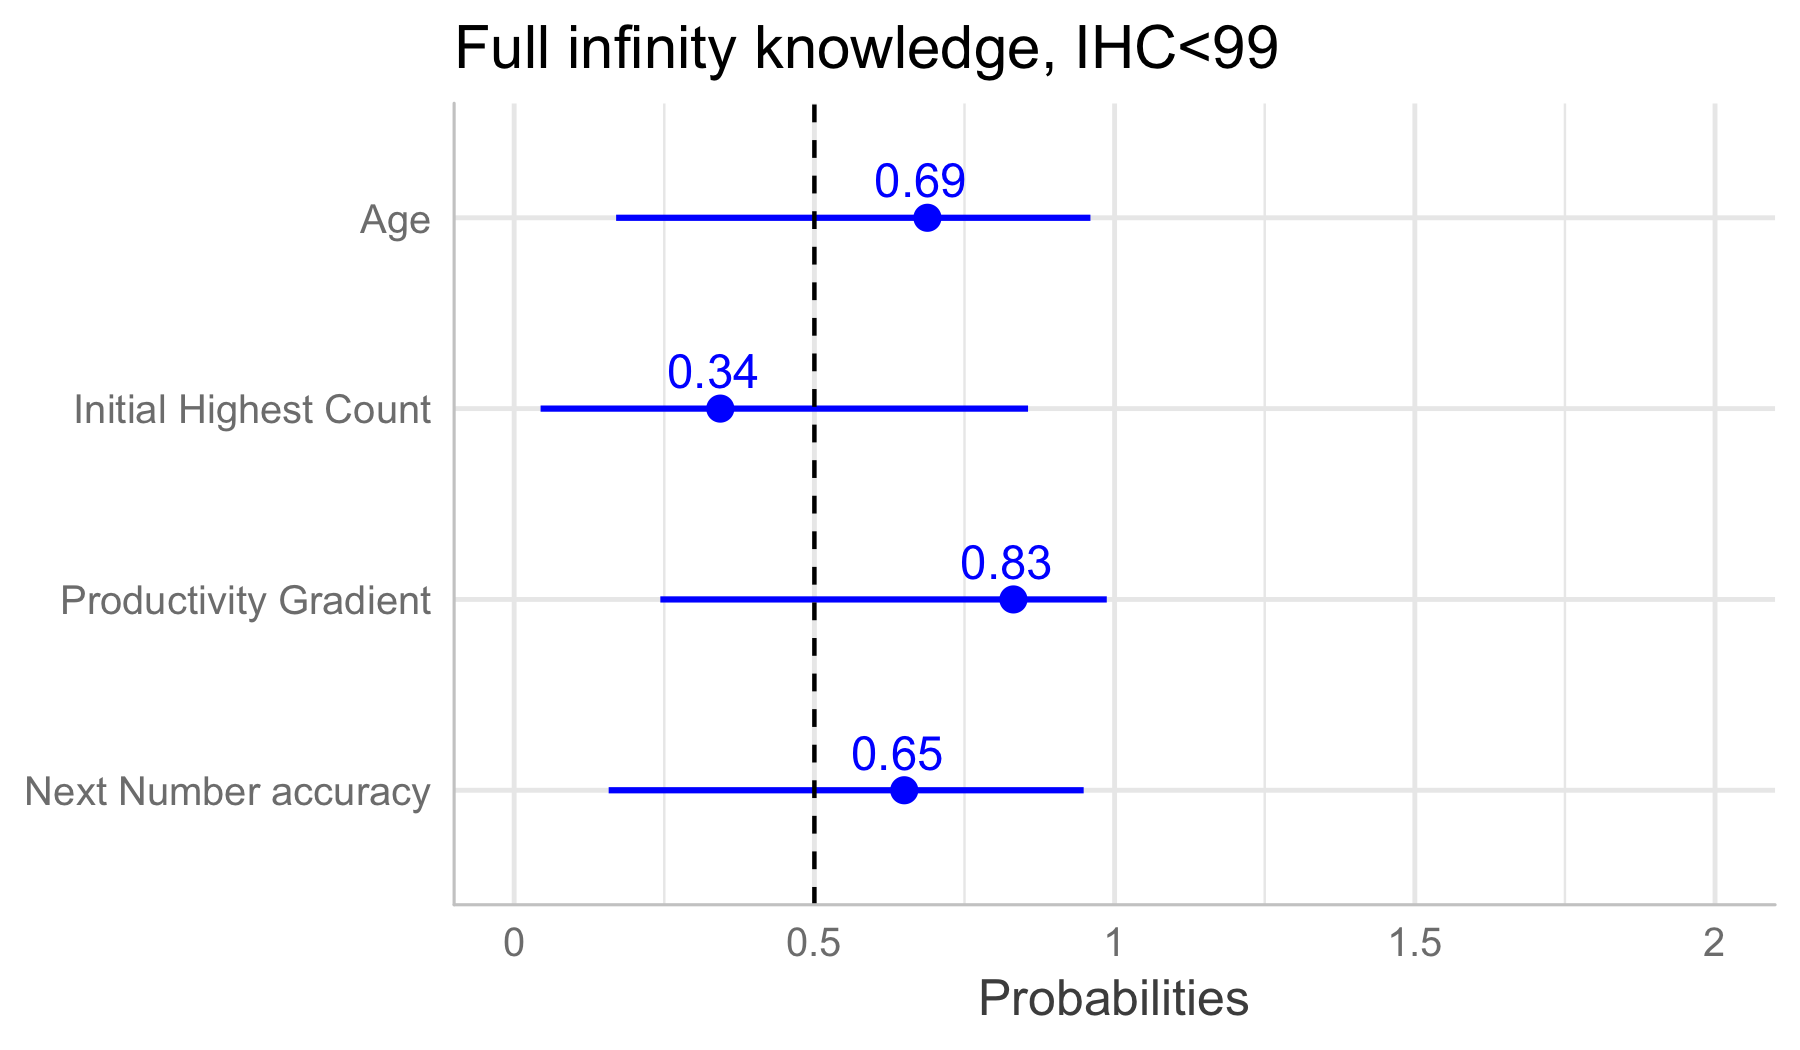 Full infinity knowledge, IHC<99
0.69
Age
0.34
Initial Highest Count
0.83
Productivity Gradient
0.65
Next Number accuracy
0 0.5 1 1.5 2
Probabilities